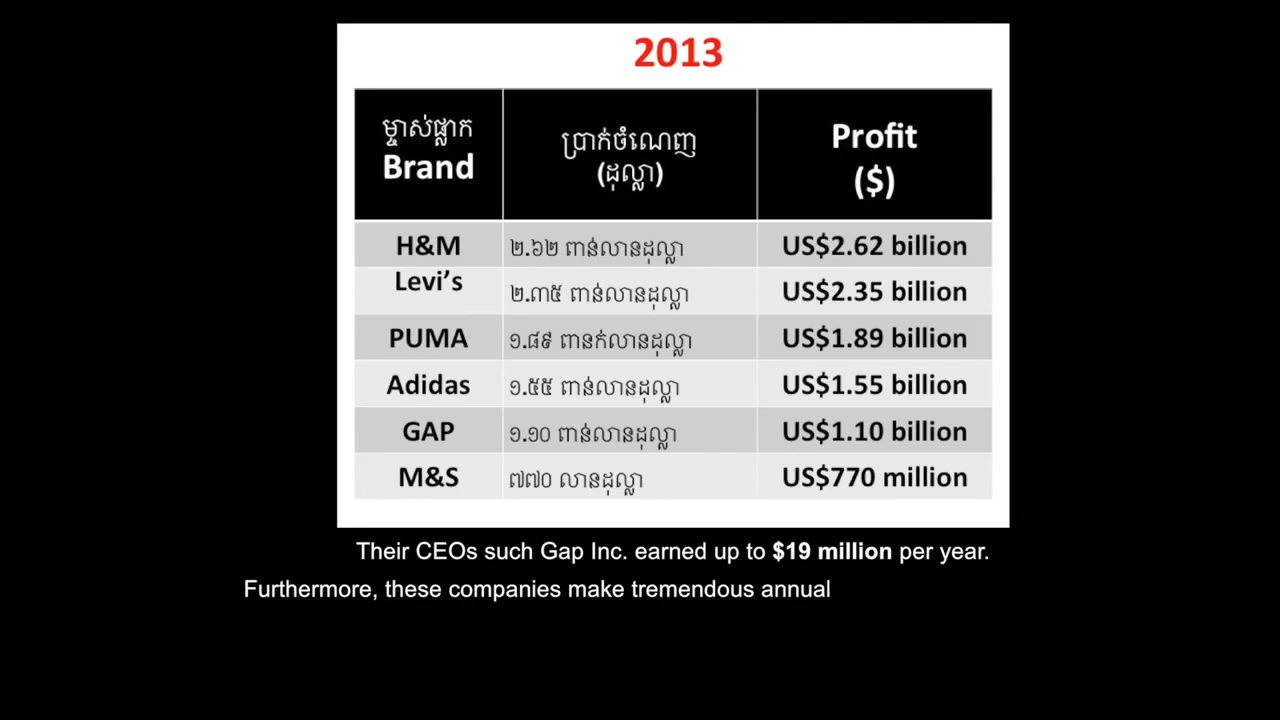 2013
ម្ចាស់ផ្លាក
Brand
ប្រាក់ចំណេញ
(ដុល្លា)
Profit
($)
H&M ២.៦២ ពាន់លានដុល្លា US$2.62 billion
Levi’s ២.៣៥ ពាន់លានដុល្លា US$2.35 billion
PUMA ១.៨៩ ពានក់លានដុល្លា US$1.89 billion
Adidas ១.៥៥ ពាន់លានដុល្លា US$1.55 billion
GAP ១.១០ ពាន់លានដុល្លា US$1.10 billion
M&S ៧៧០ លានដុល្លា US$770 million
Their CEOs such Gap Inc. earned up to $19 million per year.
Furthermore, these companies make tremendous annual